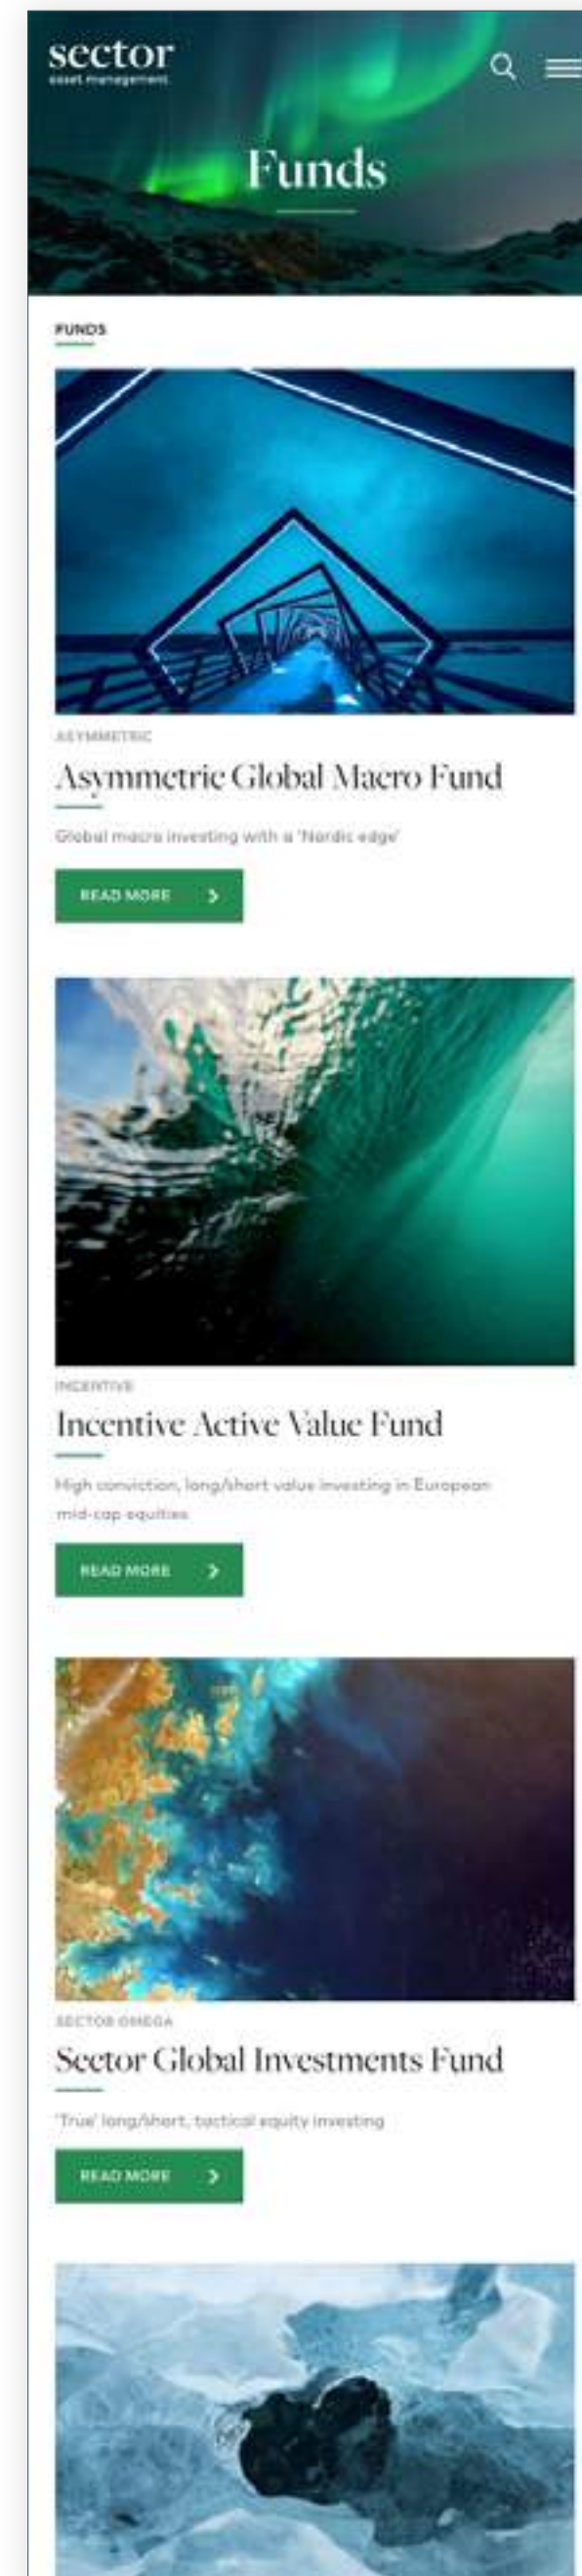 sector
asset management
Funds
FUNDS
ASYMMETRIC
Asymmetric Global Macro Fund
Global macro investing with a 'Nordic edge'
READ MORE
INCENTIVE
Incentive Active Value Fund
High conviction, long/short value investing in European
mid-cap equities
READ MORE
SECTOR OMEGA
Sector Global Investments Fund
'True' long/short, tactical equity investing
READ MORE